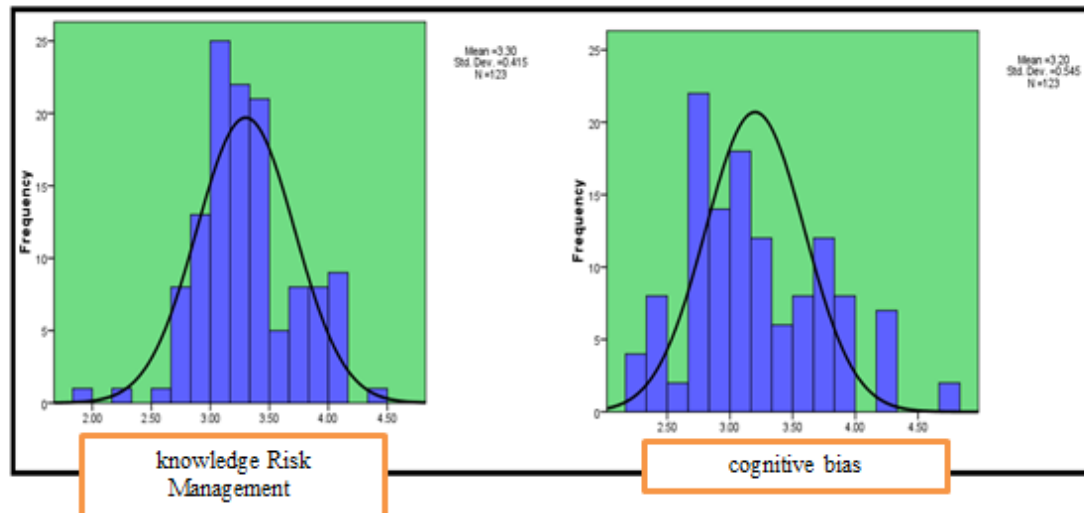 25
20
15
10
5
0
Frequency
2.00 2.50 3.00 3.50 4.00 4.50
Mean =3.30
Std. Dev. =0.415
N =123
knowledge Risk
Management
25
20
15
10
5
0
Frequency
2.50 3.00 3.50 4.00 4.50
Mean =3.20
Std. Dev. =0.545
N =123
cognitive bias